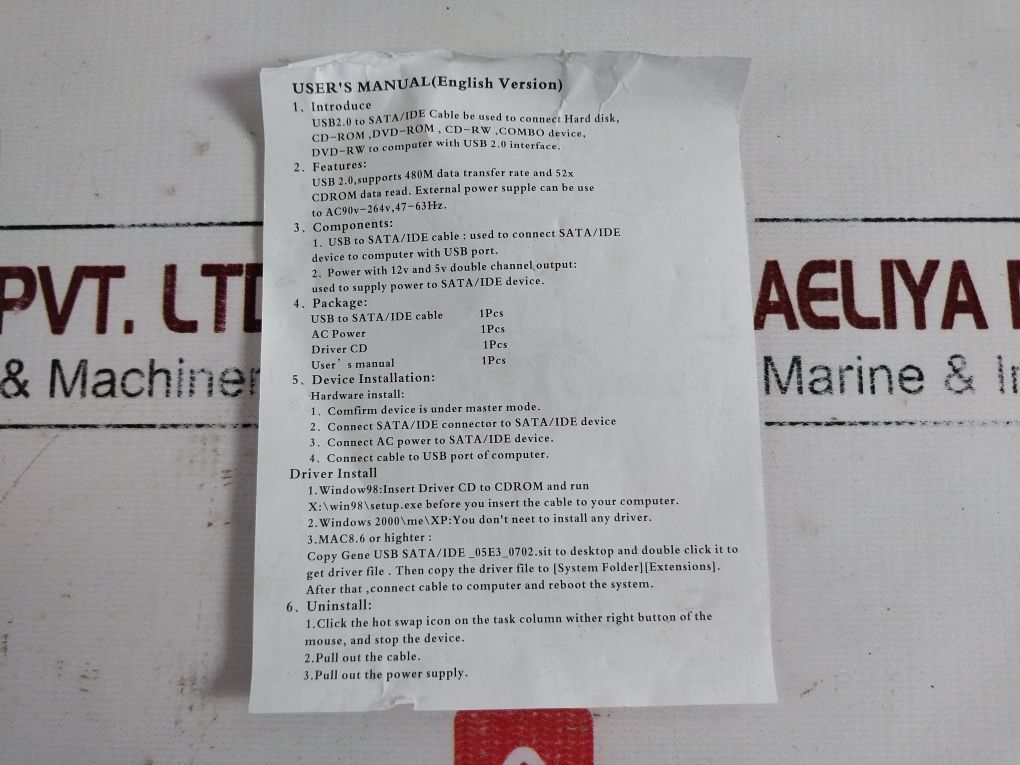 USER'S MANUAL(English Version)
1、Introduce
USB2.0 to SATA/IDE Cable be used to connect Hard disk,
CD-ROM ,DVD-ROM , CD-RW ,COMBO device,
DVD-RW to computer with USB 2.0 interface.
2、Features:
USB 2.0,supports 480M data transfer rate and 52x
CDROM data read. External power supple can be use
to AC90v-264v,47-63Hz.
3、Components:
1、USB to SATA/IDE cable : used to connect SATA/IDE
device to computer with USB port.
2、Power with 12v and 5v double channel output:
used to supply power to SATA/IDE device.
4、Package:
USB to SATA/IDE cable 1Pcs
AC Power 1Pcs
Driver CD 1Pcs
User's manual 1Pcs
5、Device Installation:
Hardware install:
1、Comfirm device is under master mode.
2、Connect SATA/IDE connector to SATA/IDE device
3、Connect AC power to SATA/IDE device.
4、Connect cable to USB port of computer.
Driver Install
1.Window98:Insert Driver CD to CDROM and run
X:\win98\setup.exe before you insert the cable to your computer.
2.Windows 2000\me\XP:You don't neet to install any driver.
3.MAC8.6 or highter :
Copy Gene USB SATA/IDE _05E3_0702.sit to desktop and double click it to
get driver file . Then copy the driver file to [System Folder][Extensions].
After that ,connect cable to computer and reboot the system.
6、Uninstall:
1.Click the hot swap icon on the task column wither right button of the
mouse, and stop the device.
2.Pull out the cable.
3.Pull out the power supply.
PVT. LTD
& Machiner
AELIYA
Marine & I